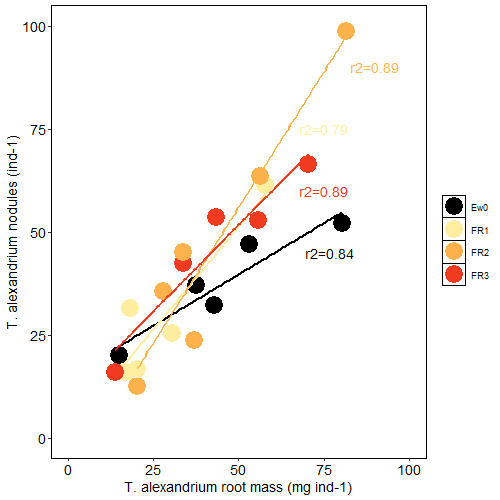 100
75
50
25
0
T. alexandrium nodules (ind-1)
r2=0.89
r2=0.79
r2=0.89
r2=0.84
0
25
50
75
100
T. alexandrium root mass (mg ind-1)
Ew0
FR1
FR2
FR3